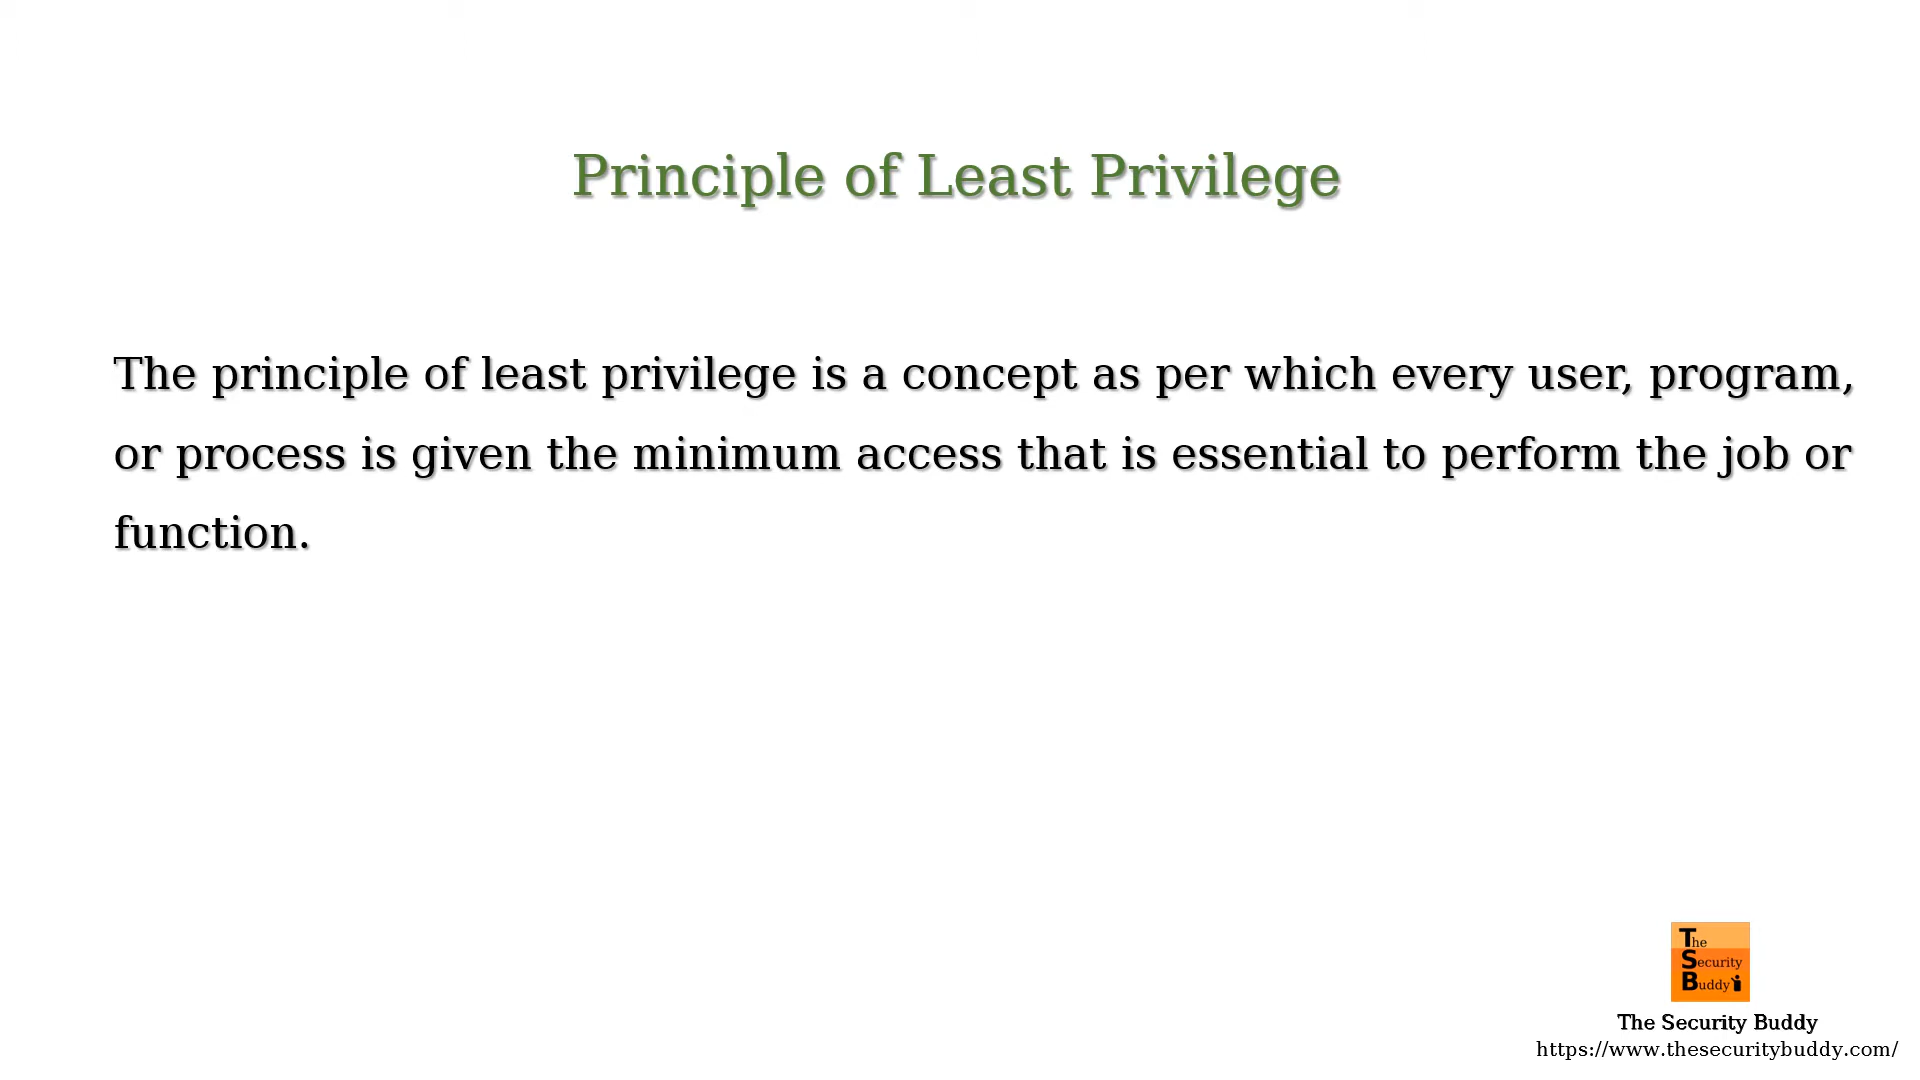 Principle of Least Privilege
The principle of least privilege is a concept as per which every user, program,
or process is given the minimum access that is essential to perform the job or
function.
The
Security
Buddy
The Security Buddy
https://www.thesecuritybuddy.com/